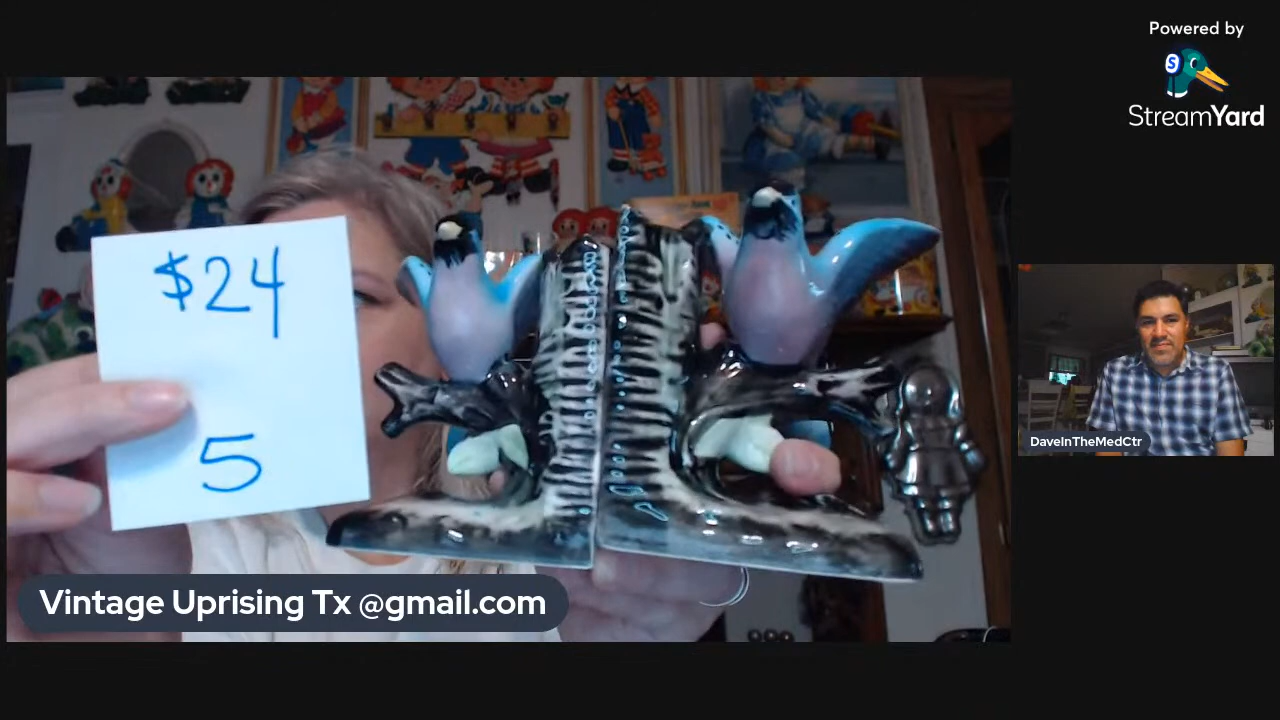 Powered by
StreamYard
$24
5
DaveInTheMedCtr
Vintage Uprising Tx @gmail.com